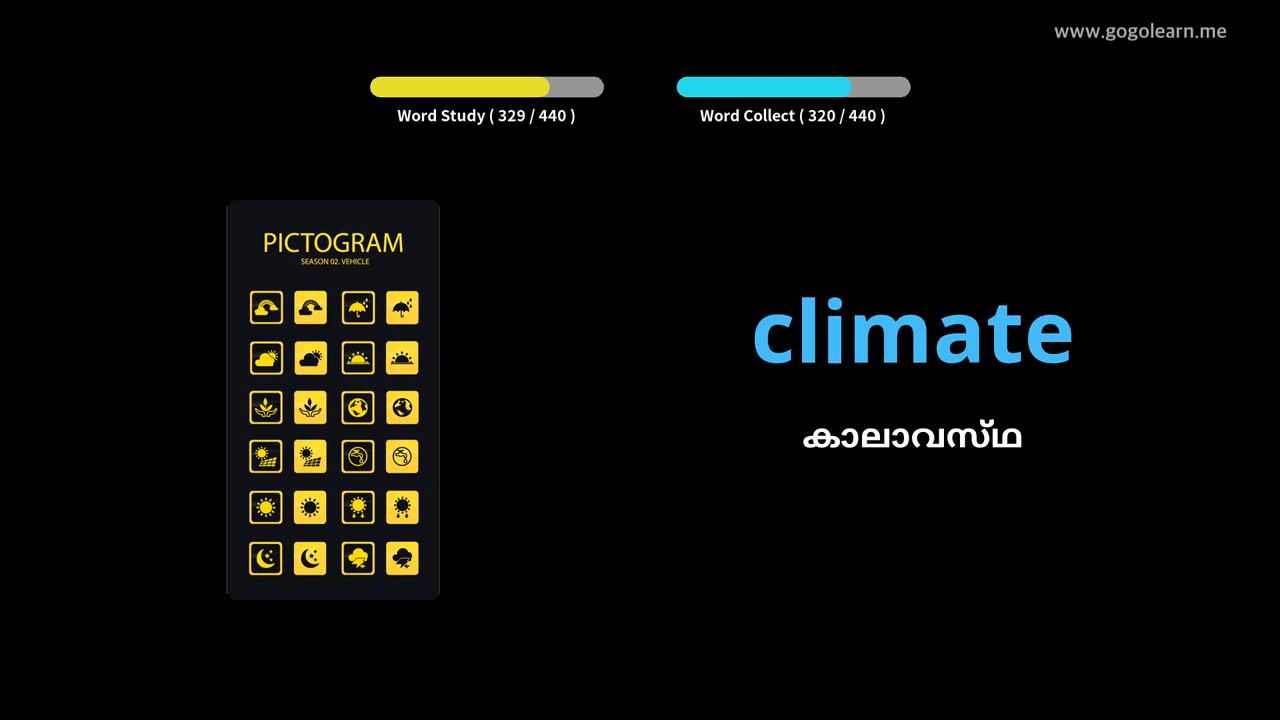 www.gogolearn.me
Word Study ( 329 / 440 )
Word Collect ( 320 / 440 )
PICTOGRAM
SEASON 02. VEHICLE
climate
കാലാവസ്ഥ